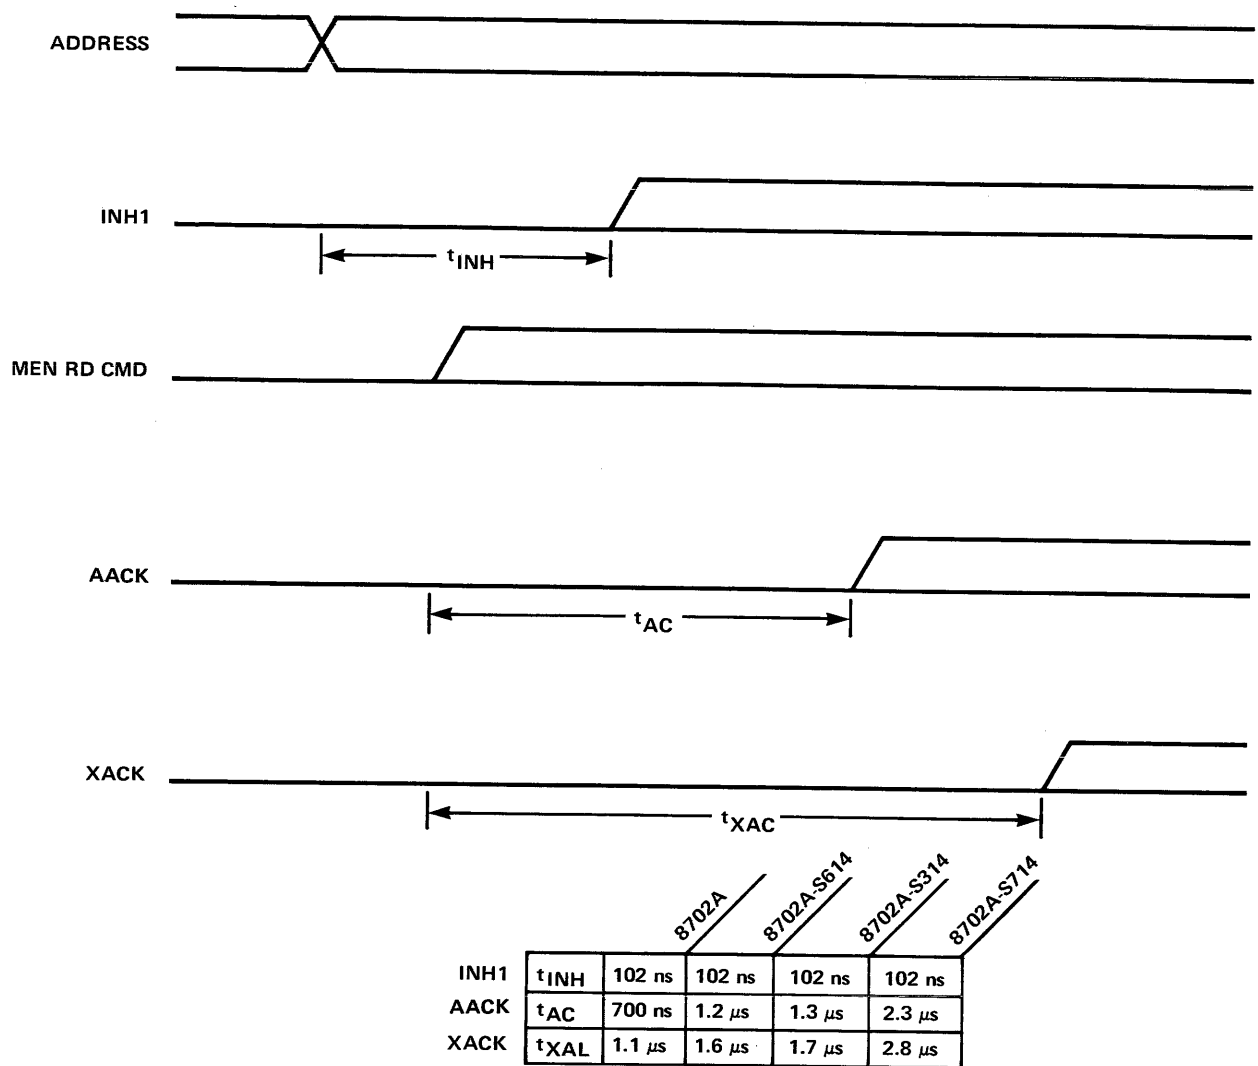 ADDRESS
INH1
tINH
MEN RD CMD
AACK
tAC
XACK
tXAC
8702A 8702A-S614 8702A-S314 8702A-S714
INH1 tINH 102 ns 102 ns 102 ns 102 ns
AACK tAC 700 ns 1.2 μs 1.3 μs 2.3 μs
XACK tXAL 1.1 μs 1.6 μs 1.7 μs 2.8 μs